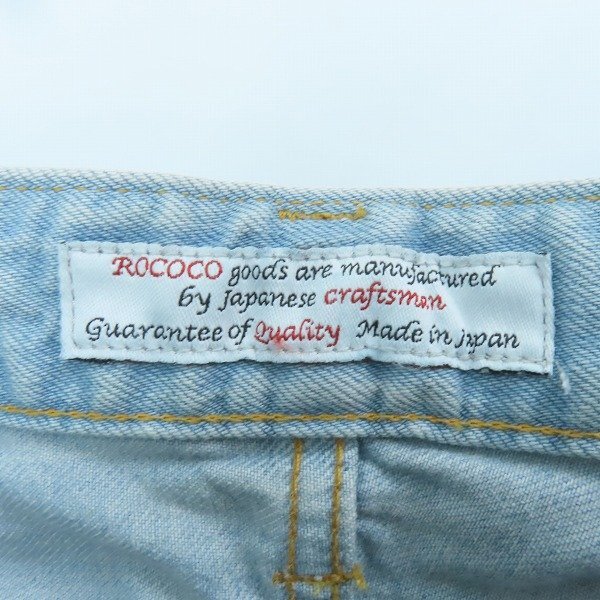 ROCOCO goods are manufactured
by japanese craftsman
Guarantee of Quality Made in japan